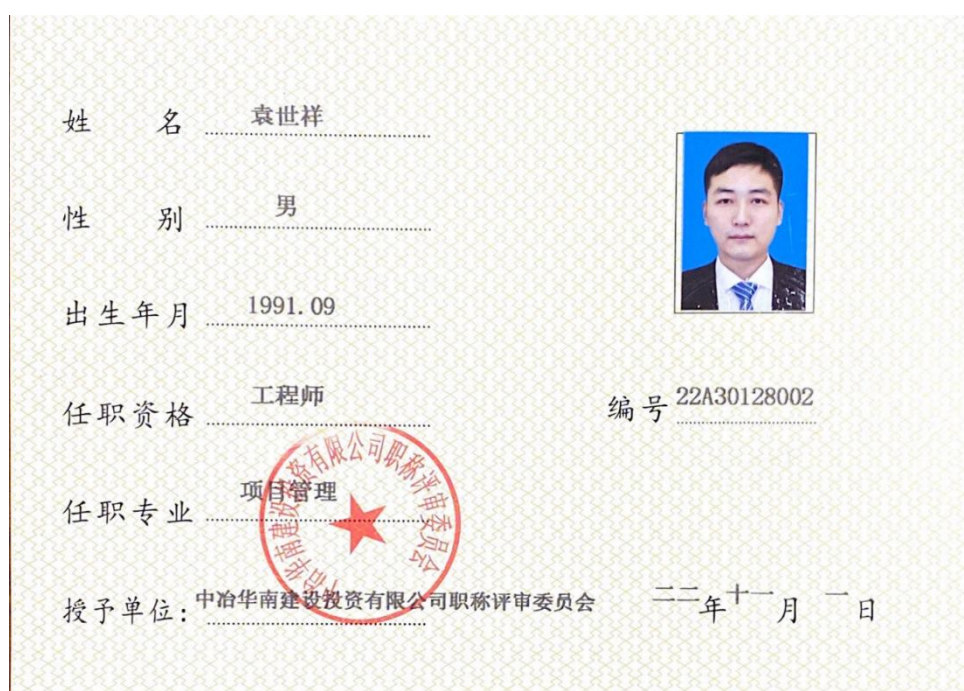 姓名 袁世祥
性别 男
出生年月 1991.09
任职资格 工程师
编号 22A30128002
任职专业 项目管理
中冶华南建设投资有限公司职称评审委员会
授予单位：中冶华南建设投资有限公司职称评审委员会 二二年十一月一日